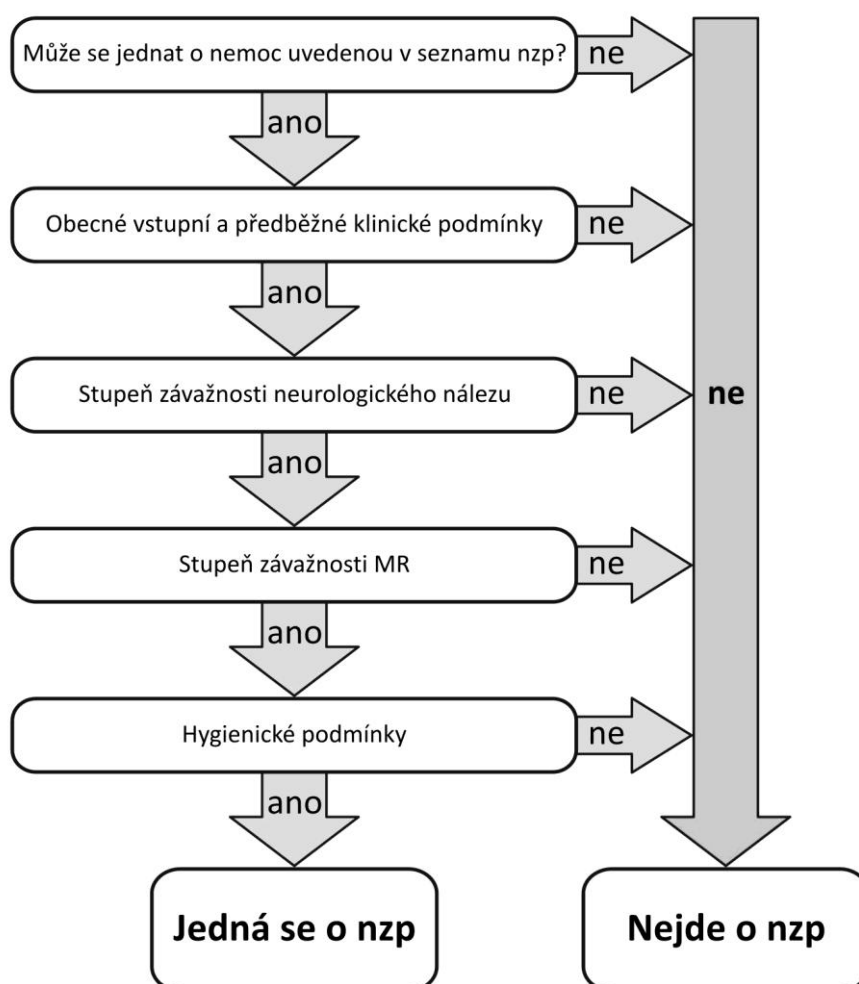 Může se jednat o nemoc uvedenou v seznamu nzp?
ne
ano
Obecné vstupní a předběžné klinické podmínky
ne
ano
Stupeň závažnosti neurologického nálezu
ne
ne
ano
Stupeň závažnosti MR
ne
ano
Hygienické podmínky
ne
ano
Jedná se o nzp
Nejde o nzp